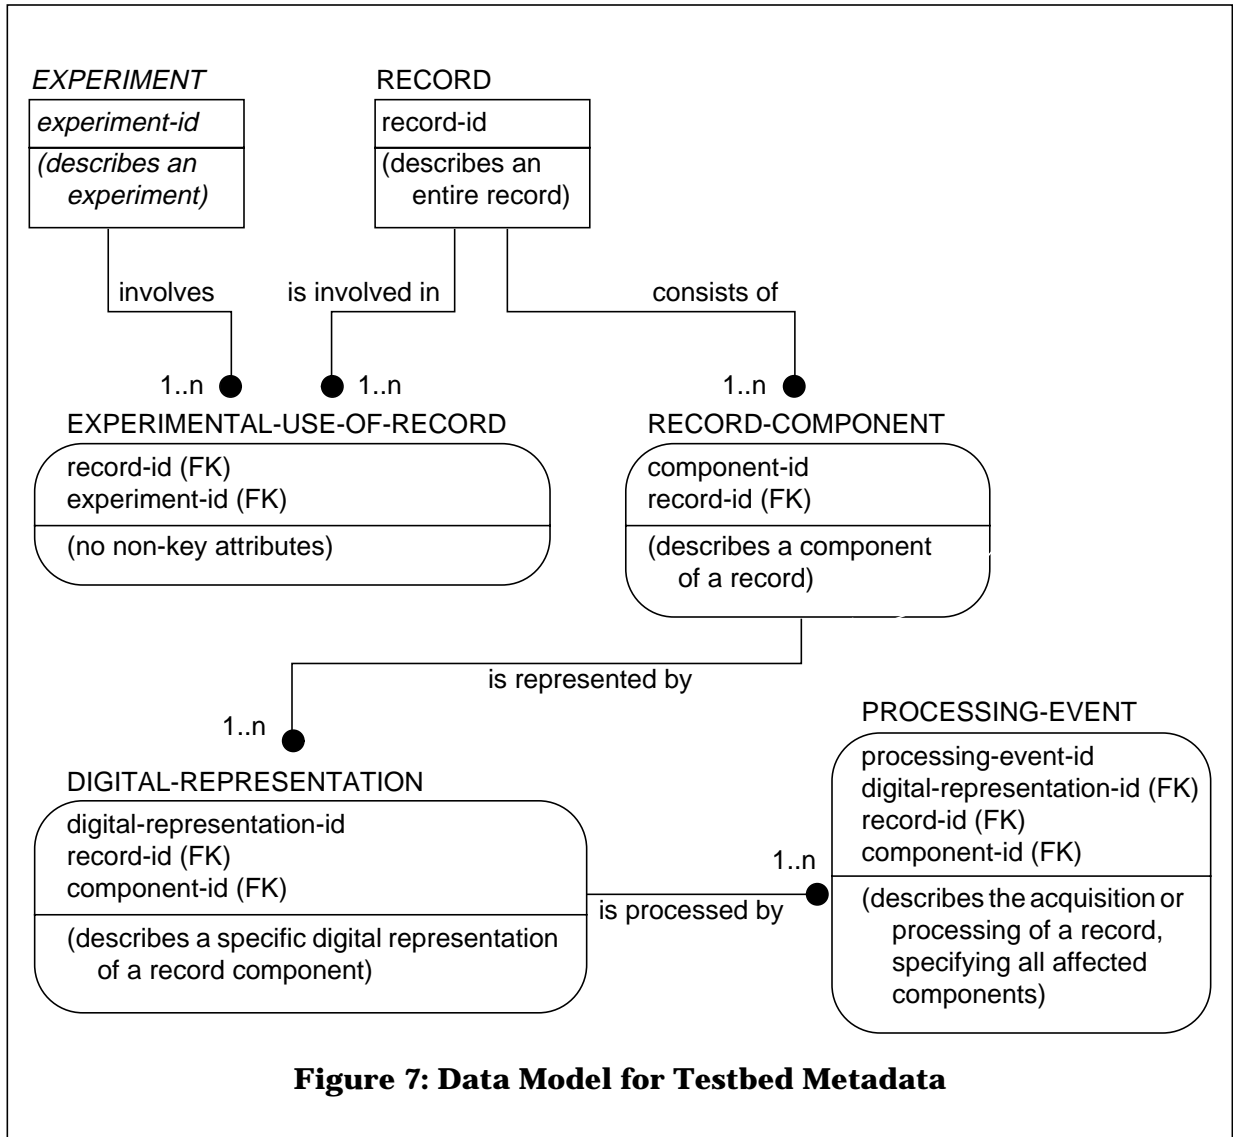 EXPERIMENT
experiment-id
(describes an
experiment)
RECORD
record-id
(describes an
entire record)
involves
is involved in
consists of
1..n
1..n
1..n
EXPERIMENTAL-USE-OF-RECORD
record-id (FK)
experiment-id (FK)
(no non-key attributes)
RECORD-COMPONENT
component-id
record-id (FK)
(describes a component
of a record)
is represented by
1..n
DIGITAL-REPRESENTATION
digital-representation-id
record-id (FK)
component-id (FK)
(describes a specific digital representation
of a record component)
is processed by
1..n
PROCESSING-EVENT
processing-event-id
digital-representation-id (FK)
record-id (FK)
component-id (FK)
(describes the acquisition or
processing of a record,
specifying all affected
components)
Figure 7: Data Model for Testbed Metadata